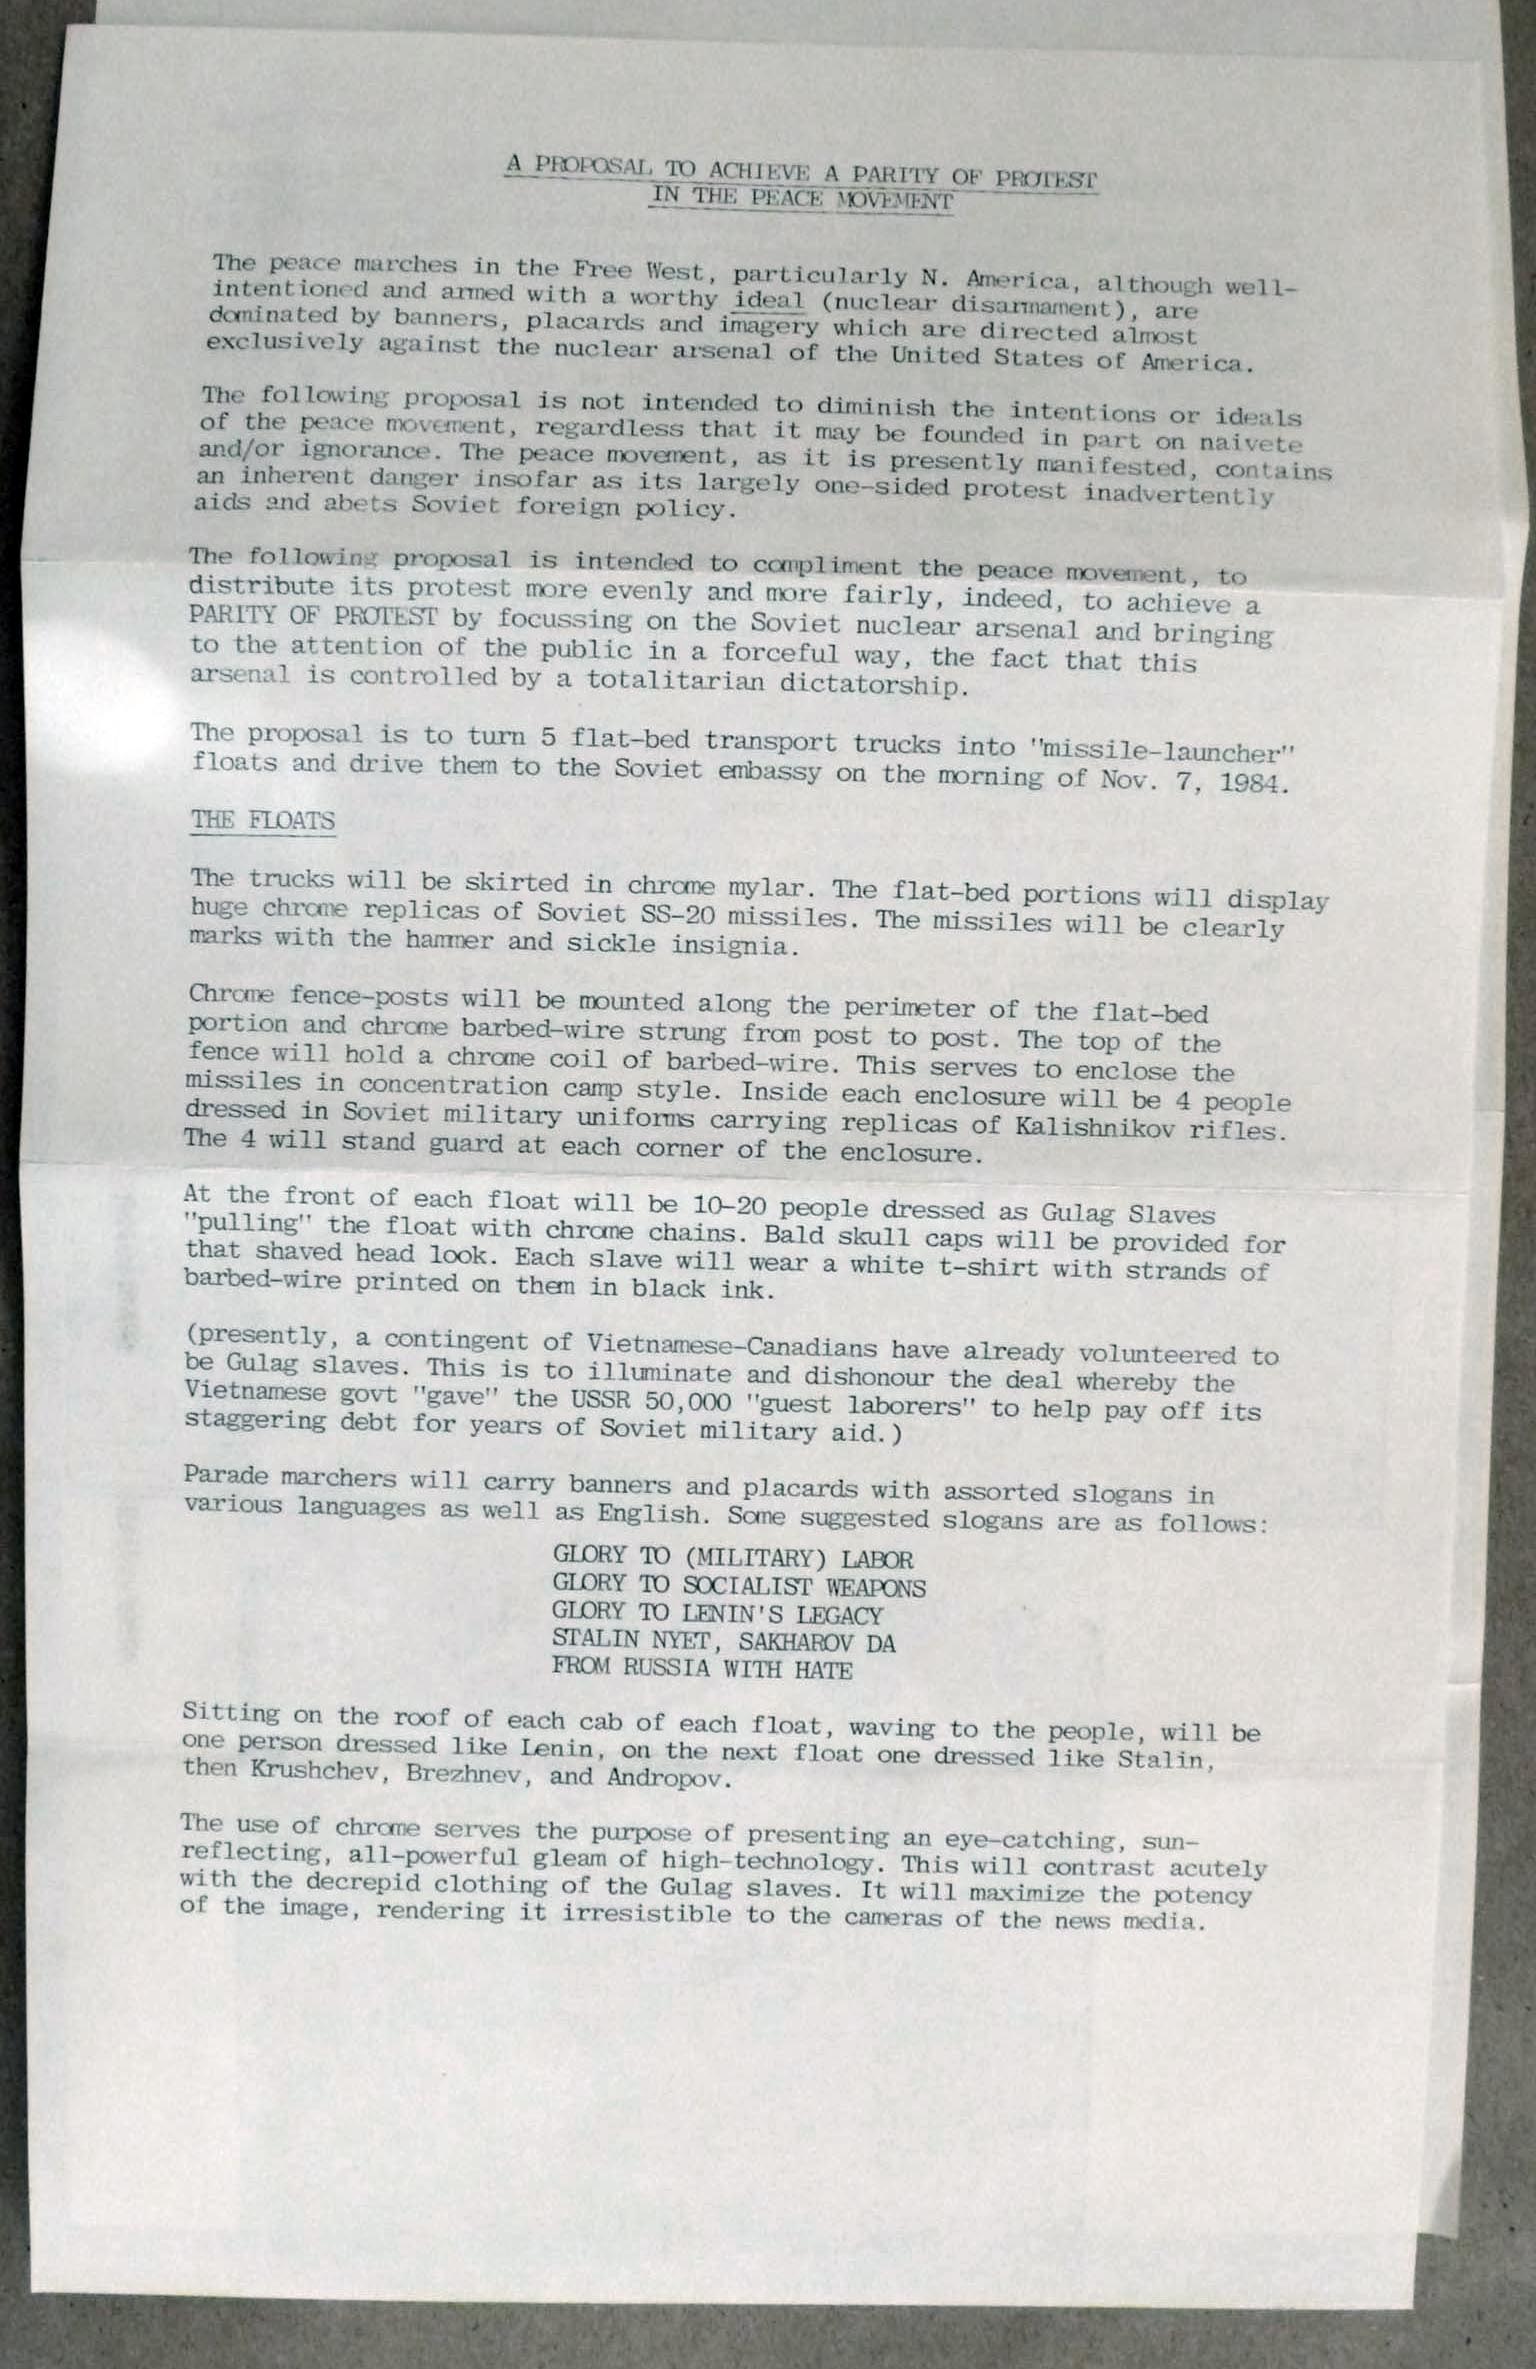 A PROPOSAL TO ACHIEVE A PARITY OF PROTEST
IN THE PEACE MOVEMENT
The peace marches in the Free West, particularly N. America, although well-
intentioned and armed with a worthy ideal (nuclear disarmament), are
dominated by banners, placards and imagery which are directed almost
exclusively against the nuclear arsenal of the United States of America.
The following proposal is not intended to diminish the intentions or ideals
of the peace movement, regardless that it may be founded in part on naivete
and/or ignorance. The peace movement, as it is presently manifested, contains
an inherent danger insofar as its largely one-sided protest inadvertently
aids and abets Soviet foreign policy.
The following proposal is intended to compliment the peace movement, to
distribute its protest more evenly and more fairly, indeed, to achieve a
PARITY OF PROTEST by focussing on the Soviet nuclear arsenal and bringing
to the attention of the public in a forceful way, the fact that this
arsenal is controlled by a totalitarian dictatorship.
The proposal is to turn 5 flat-bed transport trucks into "missile-launcher"
floats and drive them to the Soviet embassy on the morning of Nov. 7, 1984.
THE FLOATS
The trucks will be skirted in chrome mylar. The flat-bed portions will display
huge chrome replicas of Soviet SS-20 missiles. The missiles will be clearly
marks with the hammer and sickle insignia.
Chrome fence-posts will be mounted along the perimeter of the flat-bed
portion and chrome barbed-wire strung from post to post. The top of the
fence will hold a chrome coil of barbed-wire. This serves to enclose the
missiles in concentration camp style. Inside each enclosure will be 4 people
dressed in Soviet military uniforms carrying replicas of Kalishnikov rifles.
The 4 will stand guard at each corner of the enclosure.
At the front of each float will be 10-20 people dressed as Gulag Slaves
"pulling" the float with chrome chains. Bald skull caps will be provided for
that shaved head look. Each slave will wear a white t-shirt with strands of
barbed-wire printed on them in black ink.
(presently, a contingent of Vietnamese-Canadians have already volunteered to
be Gulag slaves. This is to illuminate and dishonour the deal whereby the
Vietnamese govt "gave" the USSR 50,000 "guest laborers" to help pay off its
staggering debt for years of Soviet military aid.)
Parade marchers will carry banners and placards with assorted slogans in
various languages as well as English. Some suggested slogans are as follows:
GLORY TO (MILITARY) LABOR
GLORY TO SOCIALIST WEAPONS
GLORY TO LENIN'S LEGACY
STALIN NYET, SAKHAROV DA
FROM RUSSIA WITH HATE
Sitting on the roof of each cab of each float, waving to the people, will be
one person dressed like Lenin, on the next float one dressed like Stalin,
then Krushchev, Brezhnev, and Andropov.
The use of chrome serves the purpose of presenting an eye-catching, sun-
reflecting, all-powerful gleam of high-technology. This will contrast acutely
with the decrepid clothing of the Gulag slaves. It will maximize the potency
of the image, rendering it irresistible to the cameras of the news media.